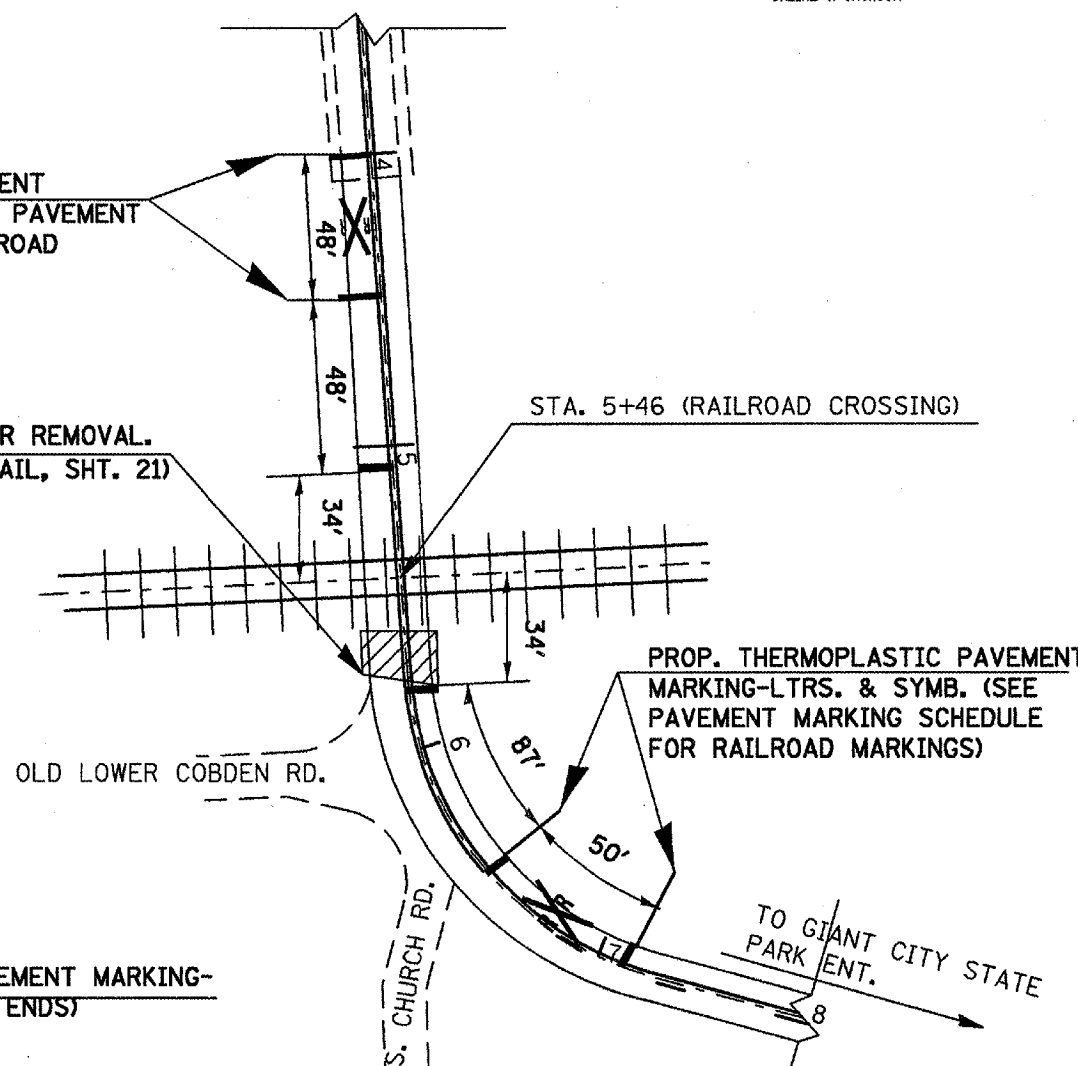 4
ENT
PAVEMENT
ROAD
48'
48'
STA. 5+46 (RAILROAD CROSSING)
R REMOVAL.
AIL, SHT. 21)
5
34'
34'
PROP. THERMOPLASTIC PAVEMENT
MARKING-LTRS. & SYMB. (SEE
PAVEMENT MARKING SCHEDULE
FOR RAILROAD MARKINGS)
6
87'
OLD LOWER COBDEN RD.
50'
R
7
TO GIANT CITY STATE
PARK ENT.
8
EMENT MARKING-
ENDS)
S. CHURCH RD.